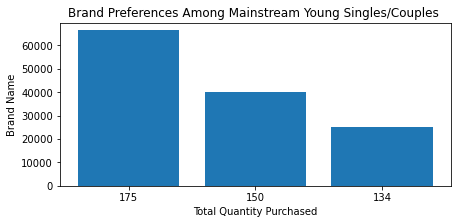 Brand Preferences Among Mainstream Young Singles/Couples
60000
50000
40000
30000
20000
10000
0
Brand Name
175 150 134
Total Quantity Purchased